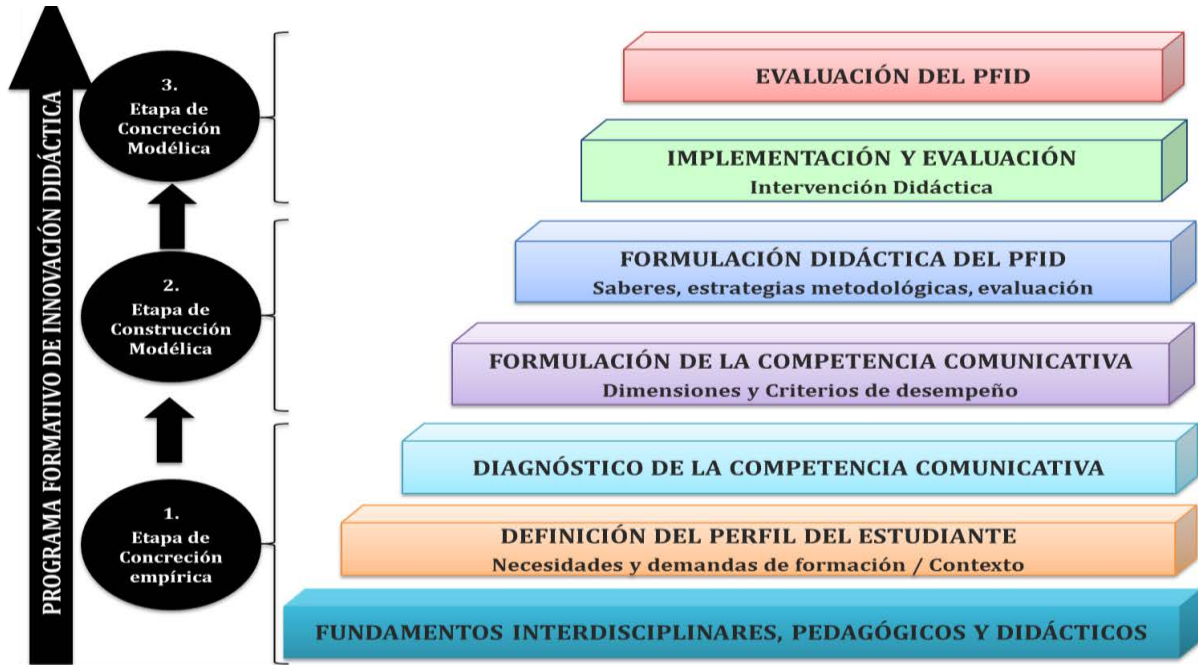 PROGRAMA FORMATIVO DE INNOVACIÓN DIDÁCTICA
3.
Etapa de
Concreción
Modélica
2.
Etapa de
Construcción
Modélica
1.
Etapa de
Concreción
empírica
EVALUACIÓN DEL PFID
IMPLEMENTACIÓN Y EVALUACIÓN
Intervención Didáctica
FORMULACIÓN DIDÁCTICA DEL PFID
Saberes, estrategias metodológicas, evaluación
FORMULACIÓN DE LA COMPETENCIA COMUNICATIVA
Dimensiones y Criterios de desempeño
DIAGNÓSTICO DE LA COMPETENCIA COMUNICATIVA
DEFINICIÓN DEL PERFIL DEL ESTUDIANTE
Necesidades y demandas de formación / Contexto
FUNDAMENTOS INTERDISCIPLINARES, PEDAGÓGICOS Y DIDÁCTICOS